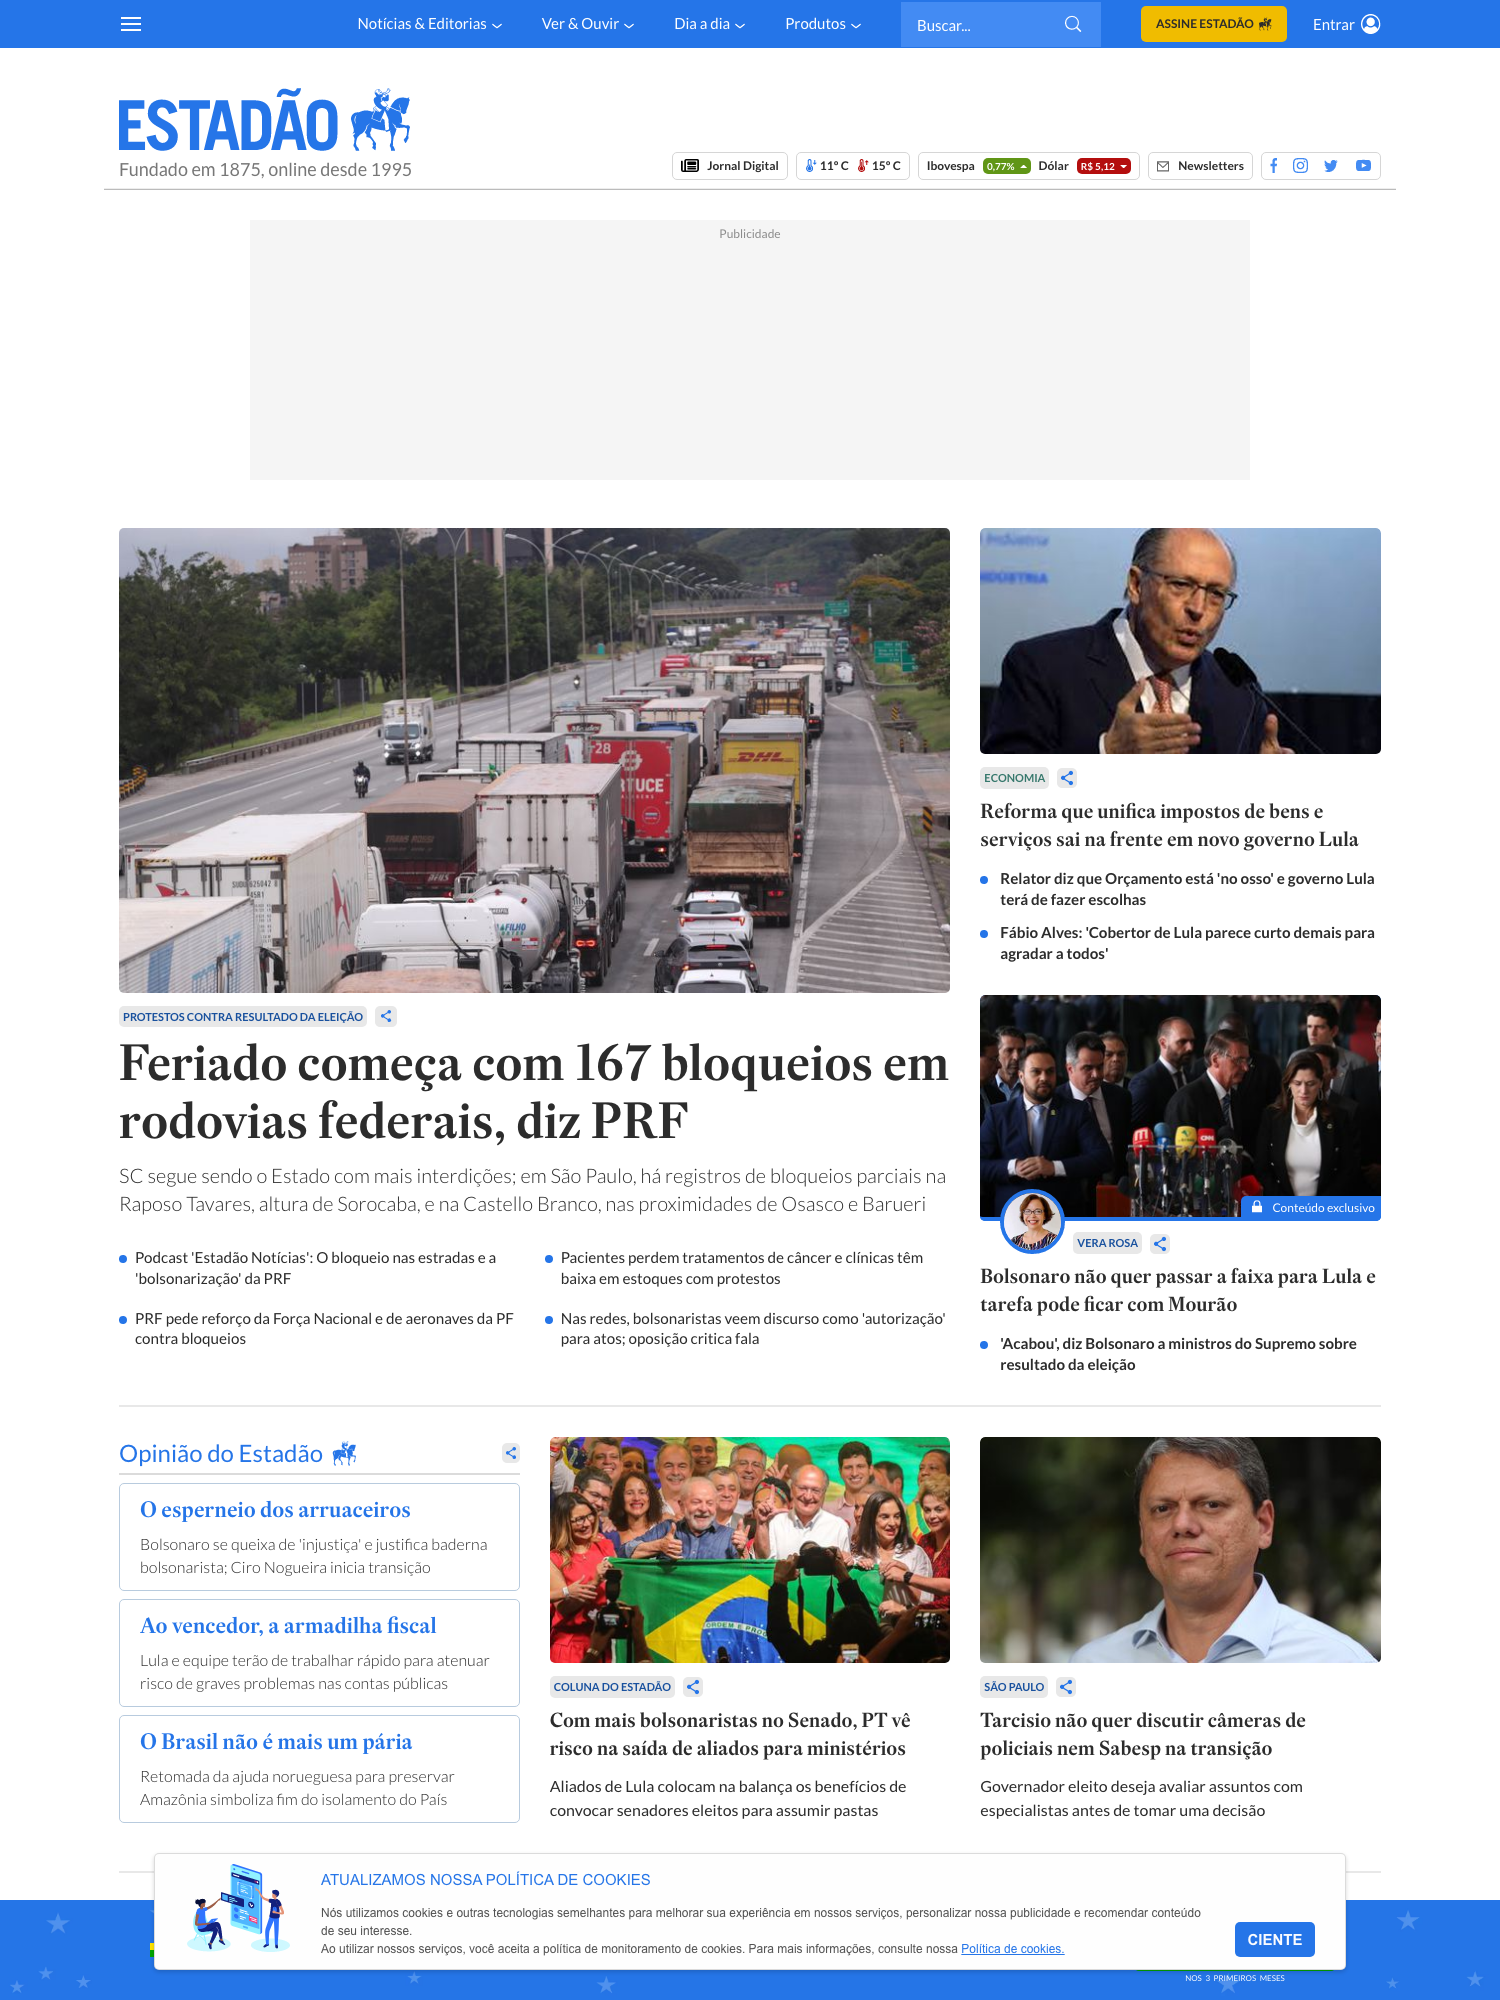 Notícias & Editorias
Ver & Ouvir
Dia a dia
Produtos
Buscar...
ASSINE ESTADÃO
Entrar
ESTADÃO
Fundado em 1875, online desde 1995
Jornal Digital
11° C 15° C
Ibovespa 0,77% Dólar R$ 5,12
Newsletters
Publicidade
28
DHL
PROTESTOS CONTRA RESULTADO DA ELEIÇÃO
Feriado começa com 167 bloqueios em
rodovias federais, diz PRF
SC segue sendo o Estado com mais interdições; em São Paulo, há registros de bloqueios parciais na
Raposo Tavares, altura de Sorocaba, e na Castello Branco, nas proximidades de Osasco e Barueri
Podcast 'Estadão Notícias': O bloqueio nas estradas e a
'bolsonarização' da PRF
PRF pede reforço da Força Nacional e de aeronaves da PF
contra bloqueios
Pacientes perdem tratamentos de câncer e clínicas têm
baixa em estoques com protestos
Nas redes, bolsonaristas veem discurso como 'autorização'
para atos; oposição critica fala
ECONOMIA
Reforma que unifica impostos de bens e
serviços sai na frente em novo governo Lula
Relator diz que Orçamento está 'no osso' e governo Lula
terá de fazer escolhas
Fábio Alves: 'Cobertor de Lula parece curto demais para
agradar a todos'
CNN
Conteúdo exclusivo
VERA ROSA
Bolsonaro não quer passar a faixa para Lula e
tarefa pode ficar com Mourão
'Acabou', diz Bolsonaro a ministros do Supremo sobre
resultado da eleição
Opinião do Estadão
O esperneio dos arruaceiros
Bolsonaro se queixa de 'injustiça' e justifica baderna
bolsonarista; Ciro Nogueira inicia transição
Ao vencedor, a armadilha fiscal
Lula e equipe terão de trabalhar rápido para atenuar
risco de graves problemas nas contas públicas
O Brasil não é mais um pária
Retomada da ajuda norueguesa para preservar
Amazônia simboliza fim do isolamento do País
COLUNA DO ESTADÃO
Com mais bolsonaristas no Senado, PT vê
risco na saída de aliados para ministérios
Aliados de Lula colocam na balança os benefícios de
convocar senadores eleitos para assumir pastas
SÃO PAULO
Tarcisio não quer discutir câmeras de
policiais nem Sabesp na transição
Governador eleito deseja avaliar assuntos com
especialistas antes de tomar uma decisão
ATUALIZAMOS NOSSA POLÍTICA DE COOKIES
Nós utilizamos cookies e outras tecnologias semelhantes para melhorar sua experiência em nossos serviços, personalizar nossa publicidade e recomendar conteúdo
de seu interesse.
Ao utilizar nossos serviços, você aceita a política de monitoramento de cookies. Para mais informações, consulte nossa Política de cookies.
CIENTE
NOS 3 PRIMEIROS MESES